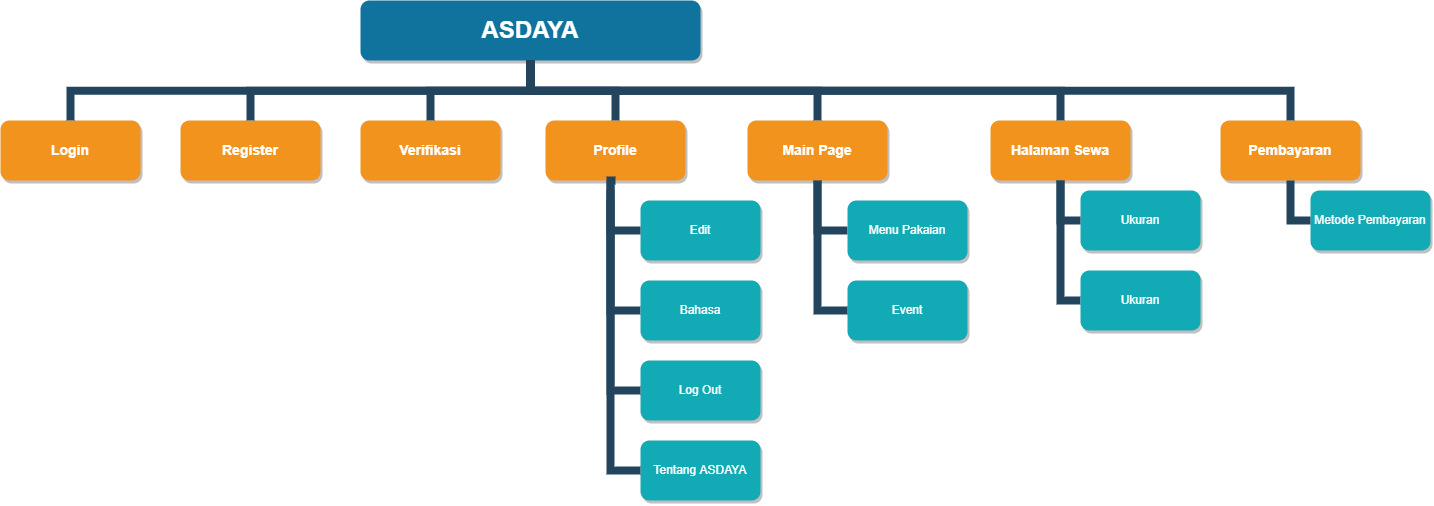 ASDAYA
Login
Register
Verifikasi
Profile
Main Page
Halaman Sewa
Pembayaran
Edit
Bahasa
Log Out
Tentang ASDAYA
Menu Pakaian
Event
Ukuran
Ukuran
Metode Pembayaran